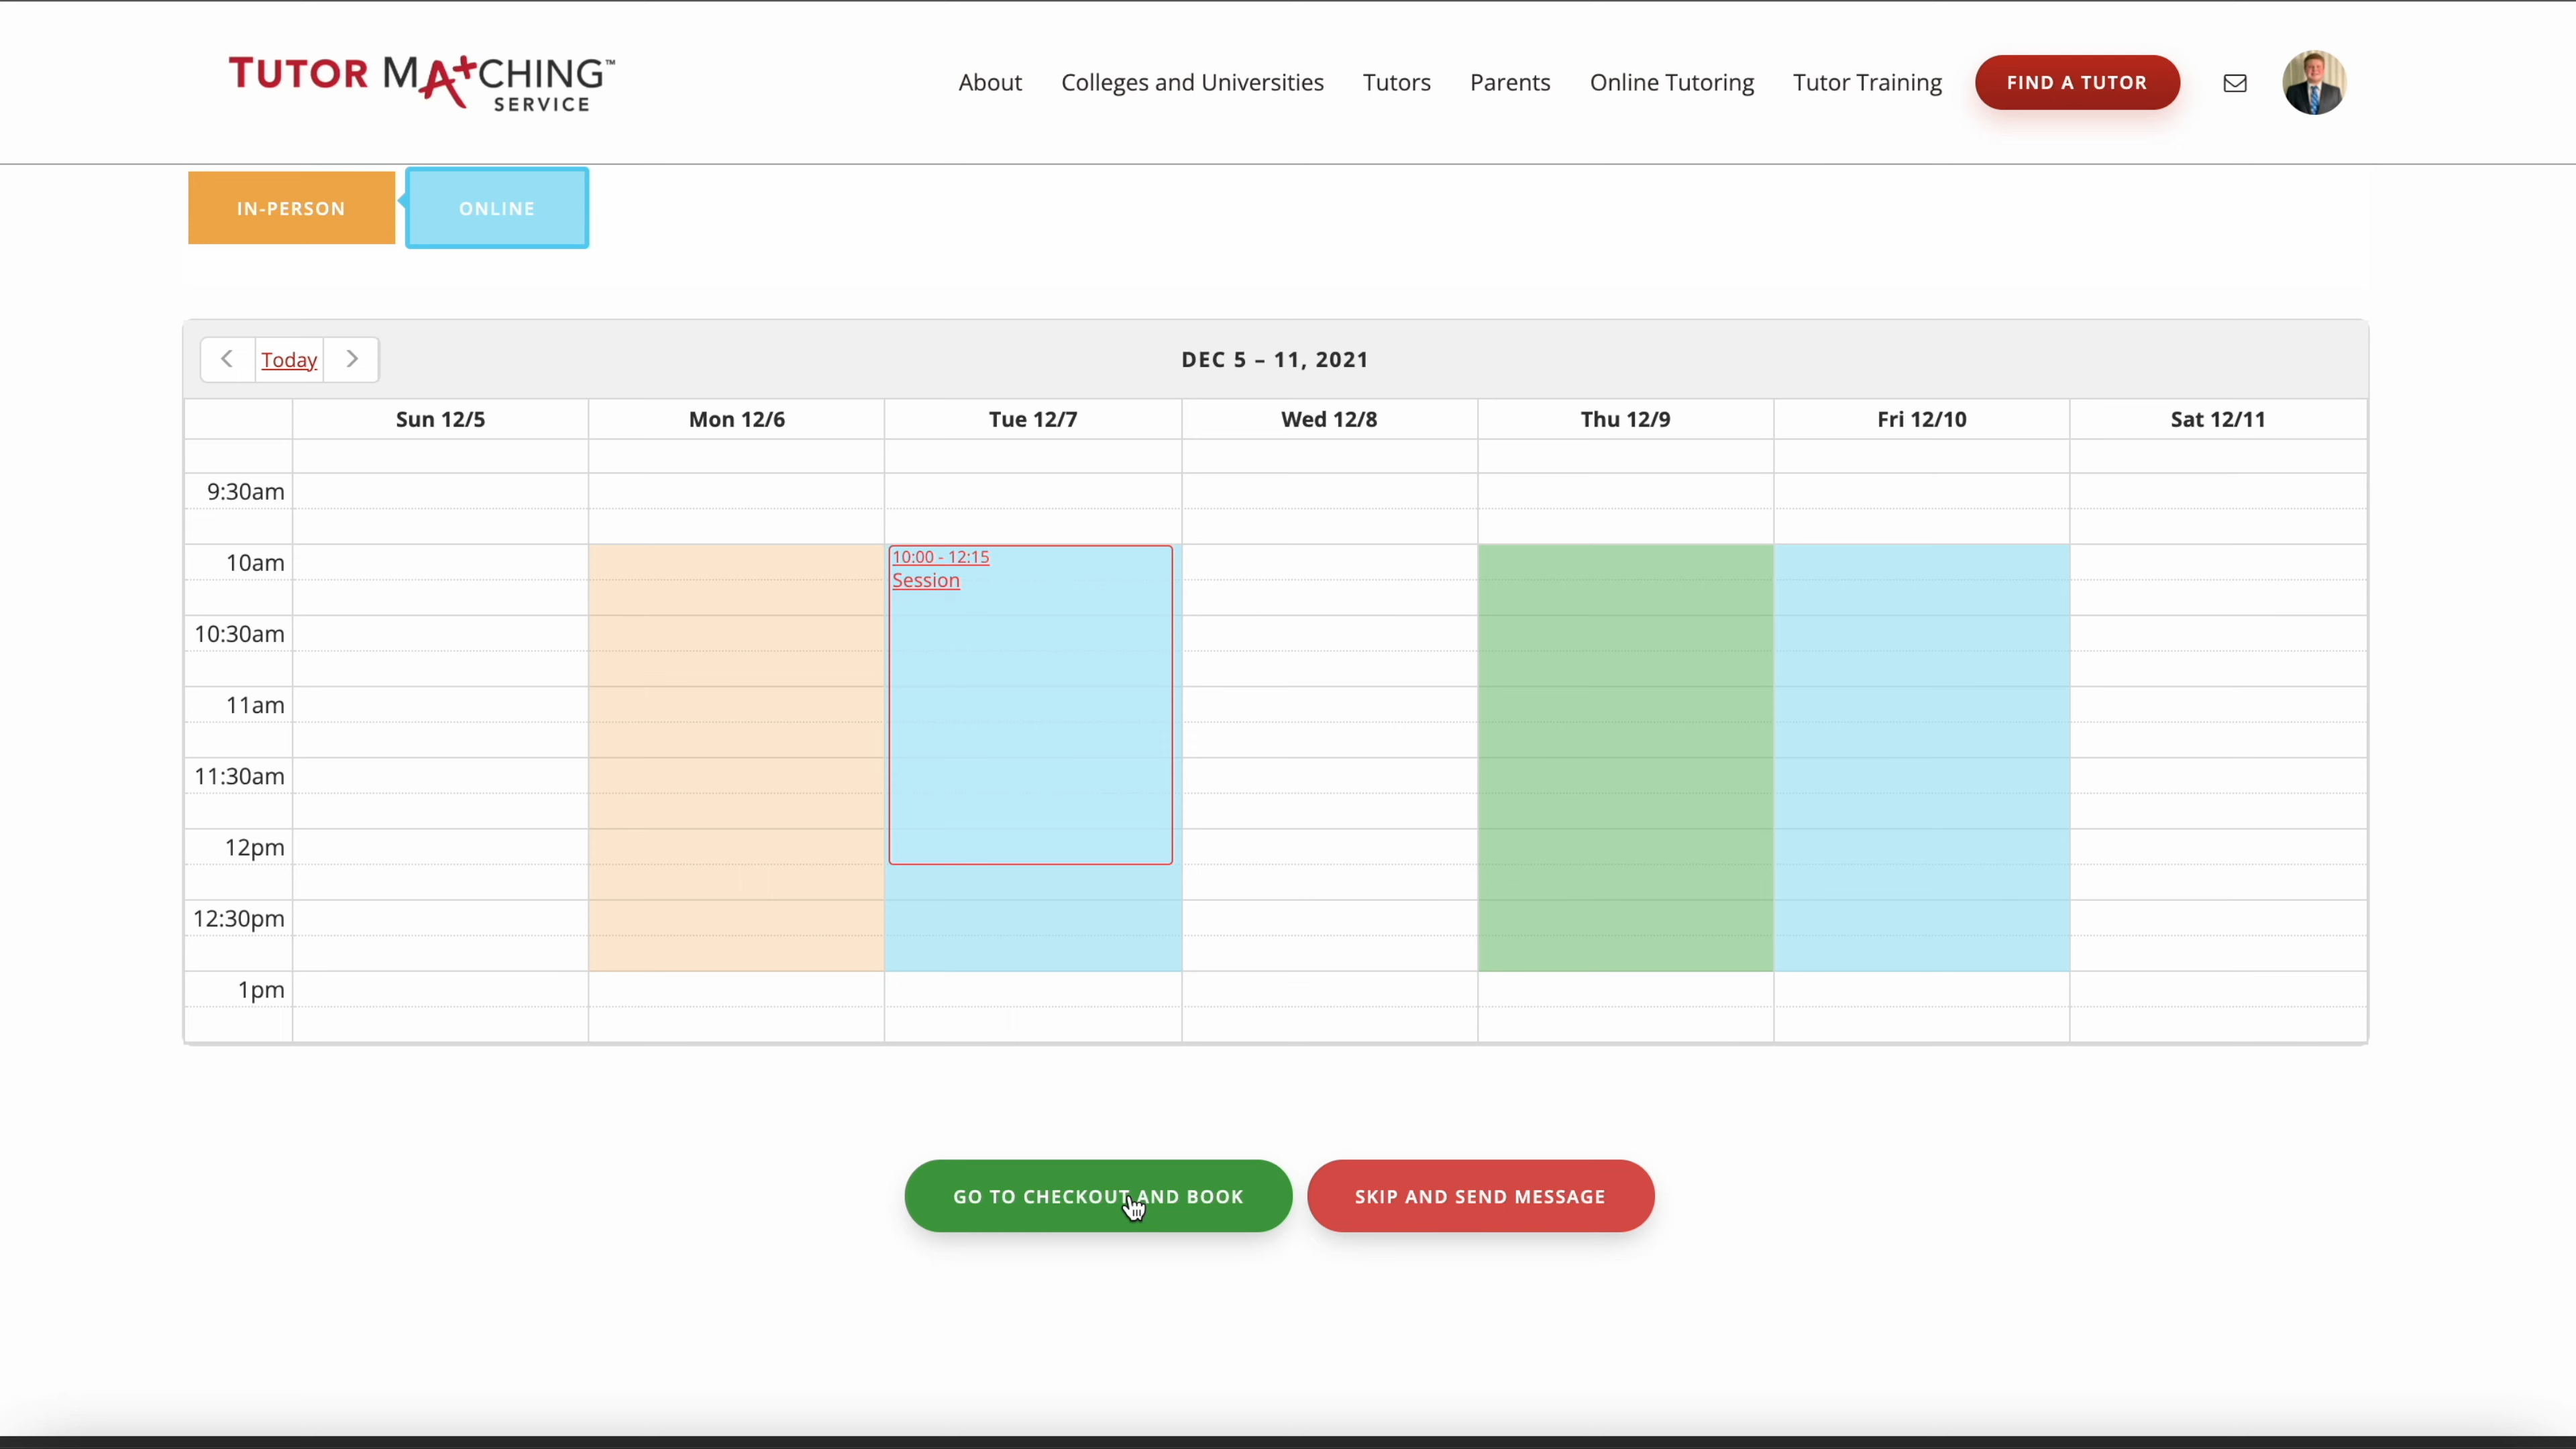 TUTOR MA+CHING™
SERVICE
About
Colleges and Universities
Tutors
Parents
Online Tutoring
Tutor Training
FIND A TUTOR
IN-PERSON
ONLINE
Today
DEC 5 – 11, 2021
Sun 12/5
Mon 12/6
Tue 12/7
Wed 12/8
Thu 12/9
Fri 12/10
Sat 12/11
9:30am
10am
10:00 - 12:15
Session
10:30am
11am
11:30am
12pm
12:30pm
1pm
GO TO CHECKOUT AND BOOK
SKIP AND SEND MESSAGE